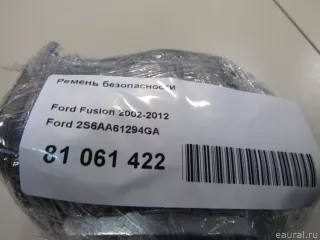 Ремень безопасности
Ford Fusion 2002-2012
Ford 2S6AA61294GA
81 061 422
eaural.ru